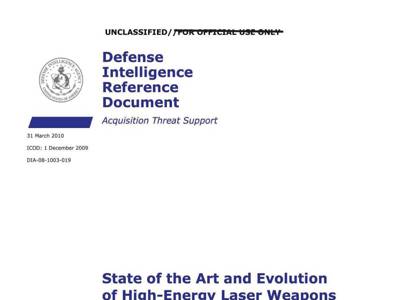 UNCLASSIFIED//FOR OFFICIAL USE ONLY
Defense
Intelligence
Reference
Document
Acquisition Threat Support
31 March 2010
ICOD: 1 December 2009
DIA-08-1003-019
State of the Art and Evolution
of High-Energy Laser Weapons